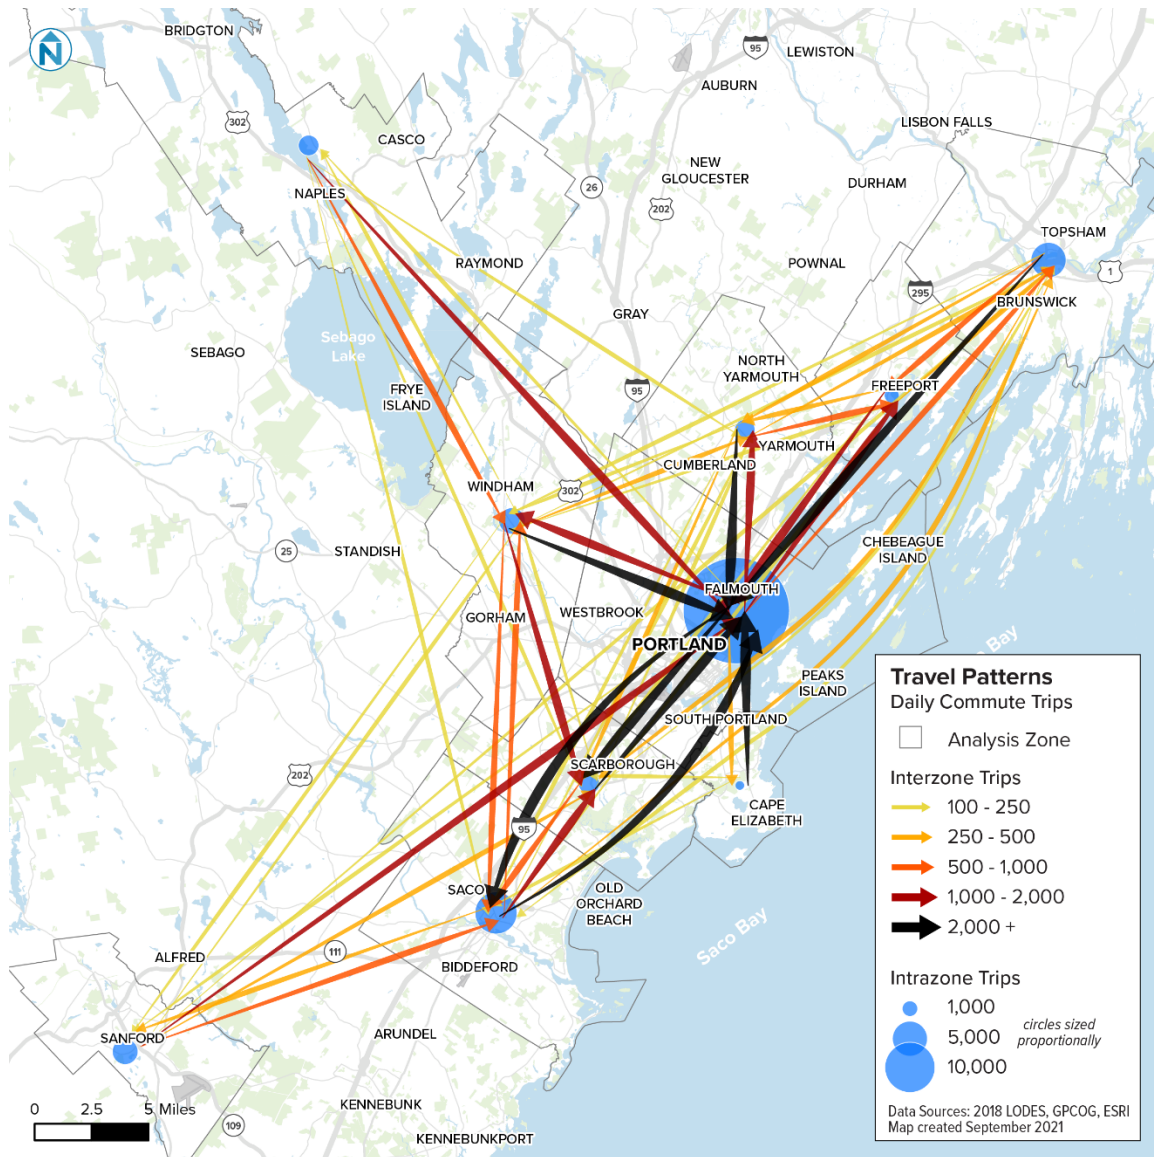 BRIDGTON
N
95
LEWISTON
AUBURN
302
CASCO
LISBON FALLS
NEW
GLOUCESTER
26
DURHAM
NAPLES
202
TOPSHAM
RAYMOND
POWNAL
1
295
BRUNSWICK
GRAY
Sebago
Lake
SEBAGO
NORTH
YARMOUTH
FREEPORT
FRYE
ISLAND
95
YARMOUTH
CUMBERLAND
WINDHAM
302
CHEBEAGUE
ISLAND
25
STANDISH
FALMOUTH
GORHAM
WESTBROOK
PORTLAND
Bay
PEAKS
ISLAND
SOUTH PORTLAND
SCARBOROUGH
202
CAPE
ELIZABETH
95
SACO
OLD
ORCHARD
BEACH
Saco Bay
111
ALFRED
BIDDEFORD
SANFORD
ARUNDEL
KENNEBUNK
109
KENNEBUNKPORT
0 2.5 5 Miles
Travel Patterns
Daily Commute Trips
Analysis Zone
Interzone Trips
100 - 250
250 - 500
500 - 1,000
1,000 - 2,000
2,000 +
Intrazone Trips
1,000
5,000
10,000
circles sized
proportionally
Data Sources: 2018 LODES, GPCOG, ESRI
Map created September 2021